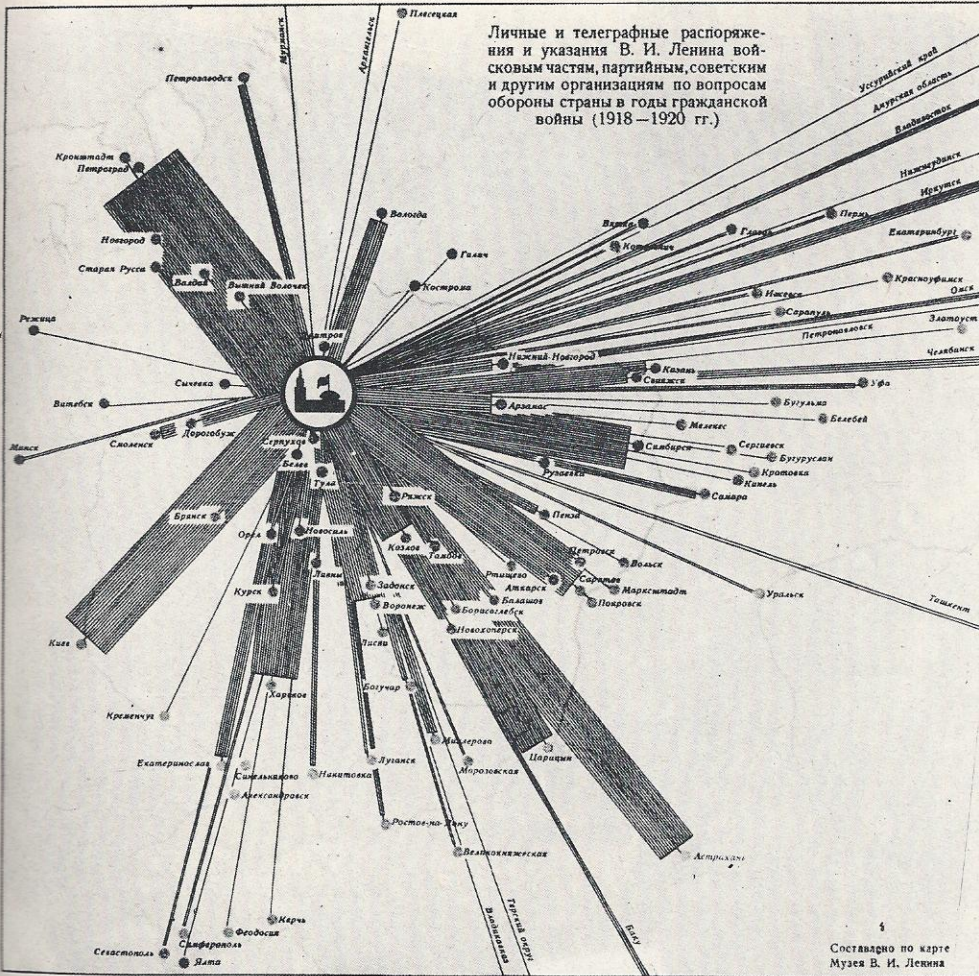 Личные и телеграфные распоряже-
ния и указания В. И. Ленина вой-
сковым частям, партийным, советским
и другим организациям по вопросам
обороны страны в годы гражданской
войны (1918—1920 гг.)
Мурманск
Архангельск
Плесецкая
Петрозаводск
Уссурийский край
Амурская область
Владивосток
Нижнеудинск
Иркутск
Кронштадт
Петроград
Вологда
Вятка
Пермь
Глазов
Котельнич
Екатеринбург
Новгород
Старая Русса
Валдай
Вышний Волочек
Галич
Кострома
Красноуфимск
Ижевск
Омск
Сарапуль
Златоуст
Петропавловск
Режица
Челябинск
Нижний-Новгород
Казань
Свияжск
Уфа
Сычевка
Витебск
Арзамас
Бугульма
Белебей
Мелекес
Смоленск
Дорогобуж
Минск
Серпухов
Белев
Тула
Симбирск
Сергиевск
Бугуруслан
Кротовка
Кинель
Рузаевка
Самара
Ряжск
Пенза
Брянск
Орел
Новосиль
Козлов
Тамбов
Ливны
Петровск
Вольск
Ртищево
Аткарск
Саратов
Марксштадт
Покровск
Уральск
Ташкент
Курск
Задонск
Воронеж
Балашов
Борисоглебск
Новохоперск
Лиски
Киев
Харьков
Богучар
Кременчуг
Екатеринослав
Синельниково
Никитовка
Луганск
Миллерово
Морозовская
Царицын
Александровск
Ростов-на-Дону
Великокняжеская
Астрахань
Керчь
Феодосия
Симферополь
Севастополь
Ялта
Владикавказ
Терский округ
Баку
Составлено по карте
Музея В. И. Ленина